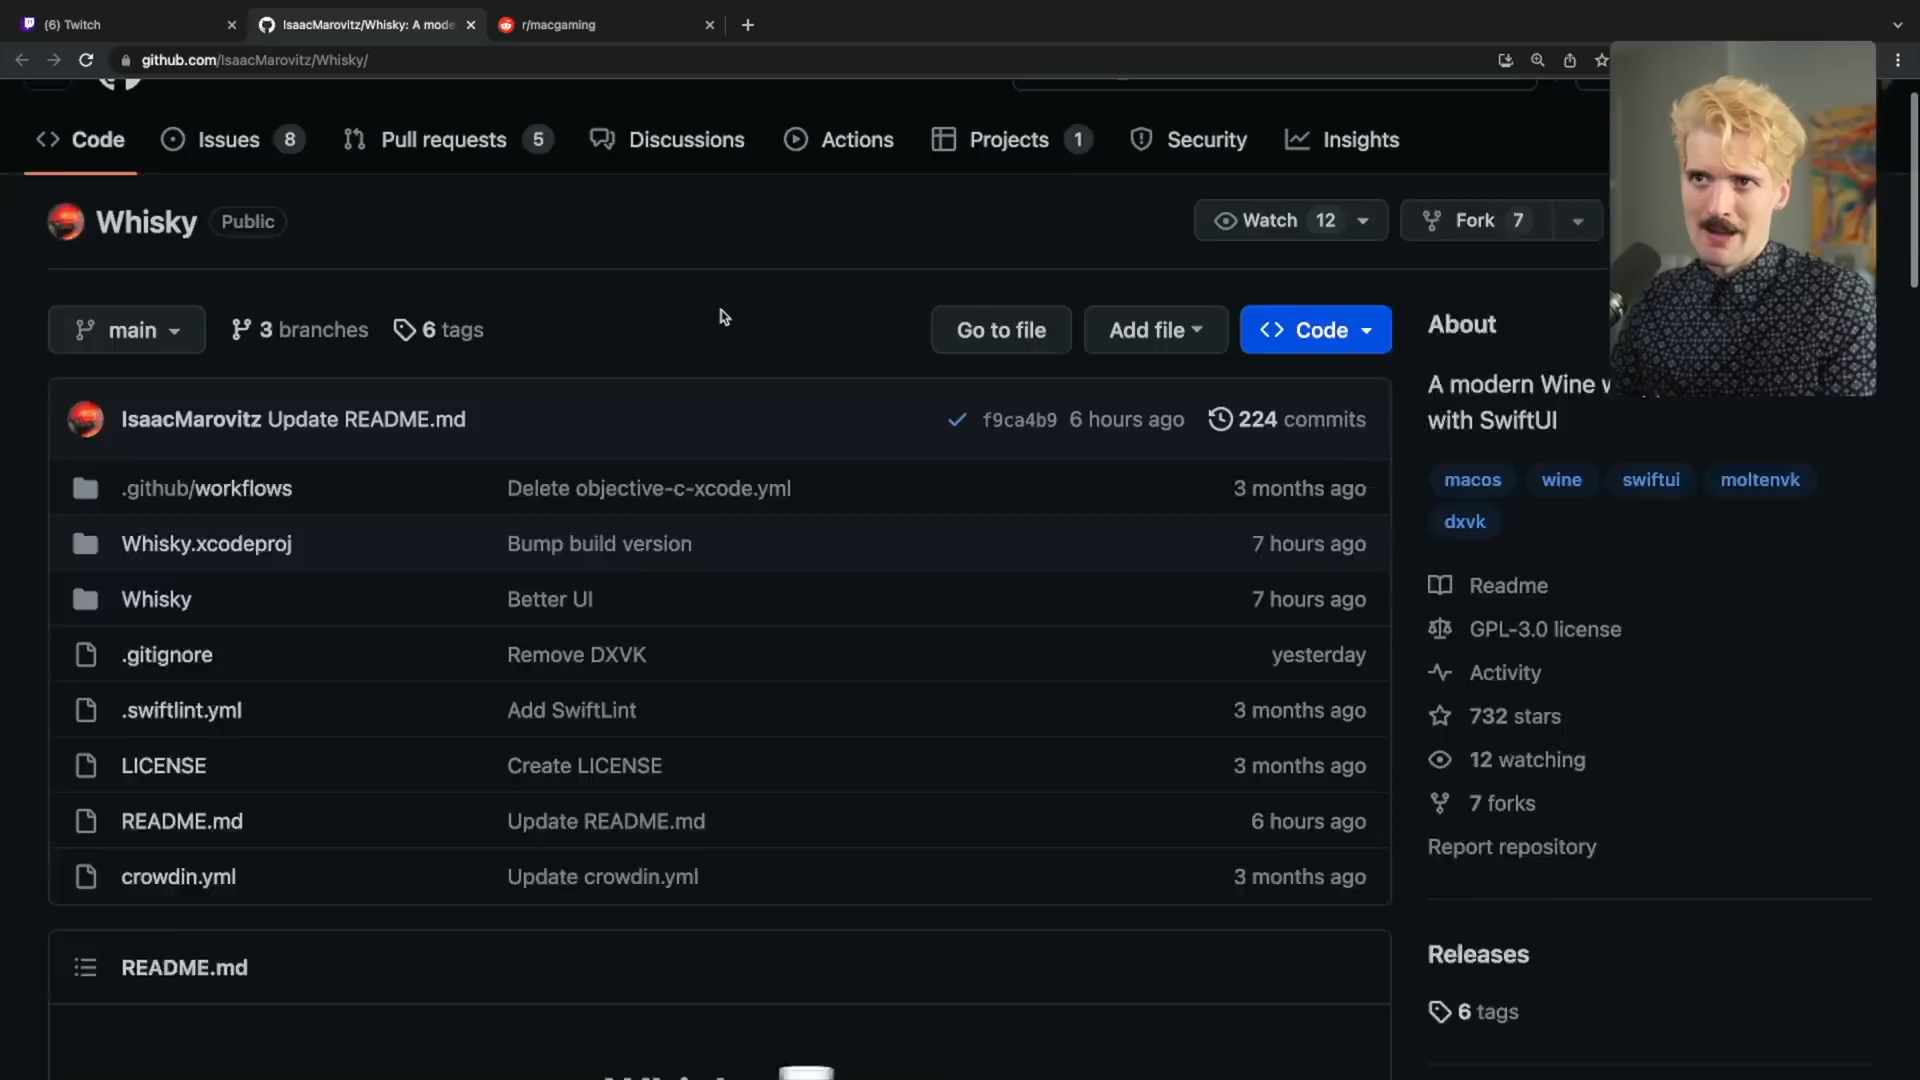 (6) Twitch
IsaacMarovitz/Whisky: A mode
r/macgaming
github.com/IsaacMarovitz/Whisky/
Code
Issues 8
Pull requests 5
Discussions
Actions
Projects 1
Security
Insights
Whisky Public
Watch 12
Fork 7
main
3 branches
6 tags
Go to file
Add file
Code
IsaacMarovitz Update README.md
f9ca4b9 6 hours ago
224 commits
.github/workflows Delete objective-c-xcode.yml 3 months ago
Whisky.xcodeproj Bump build version 7 hours ago
Whisky Better UI 7 hours ago
.gitignore Remove DXVK yesterday
.swiftlint.yml Add SwiftLint 3 months ago
LICENSE Create LICENSE 3 months ago
README.md Update README.md 6 hours ago
crowdin.yml Update crowdin.yml 3 months ago
README.md
About
A modern Wine
with SwiftUI
macos wine swiftui moltenvk
dxvk
Readme
GPL-3.0 license
Activity
732 stars
12 watching
7 forks
Report repository
Releases
6 tags